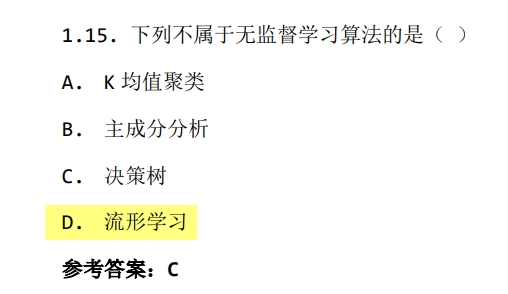 1.15. 下列不属于无监督学习算法的是（ ）
A. K 均值聚类
B. 主成分分析
C. 决策树
D. 流形学习
参考答案：C